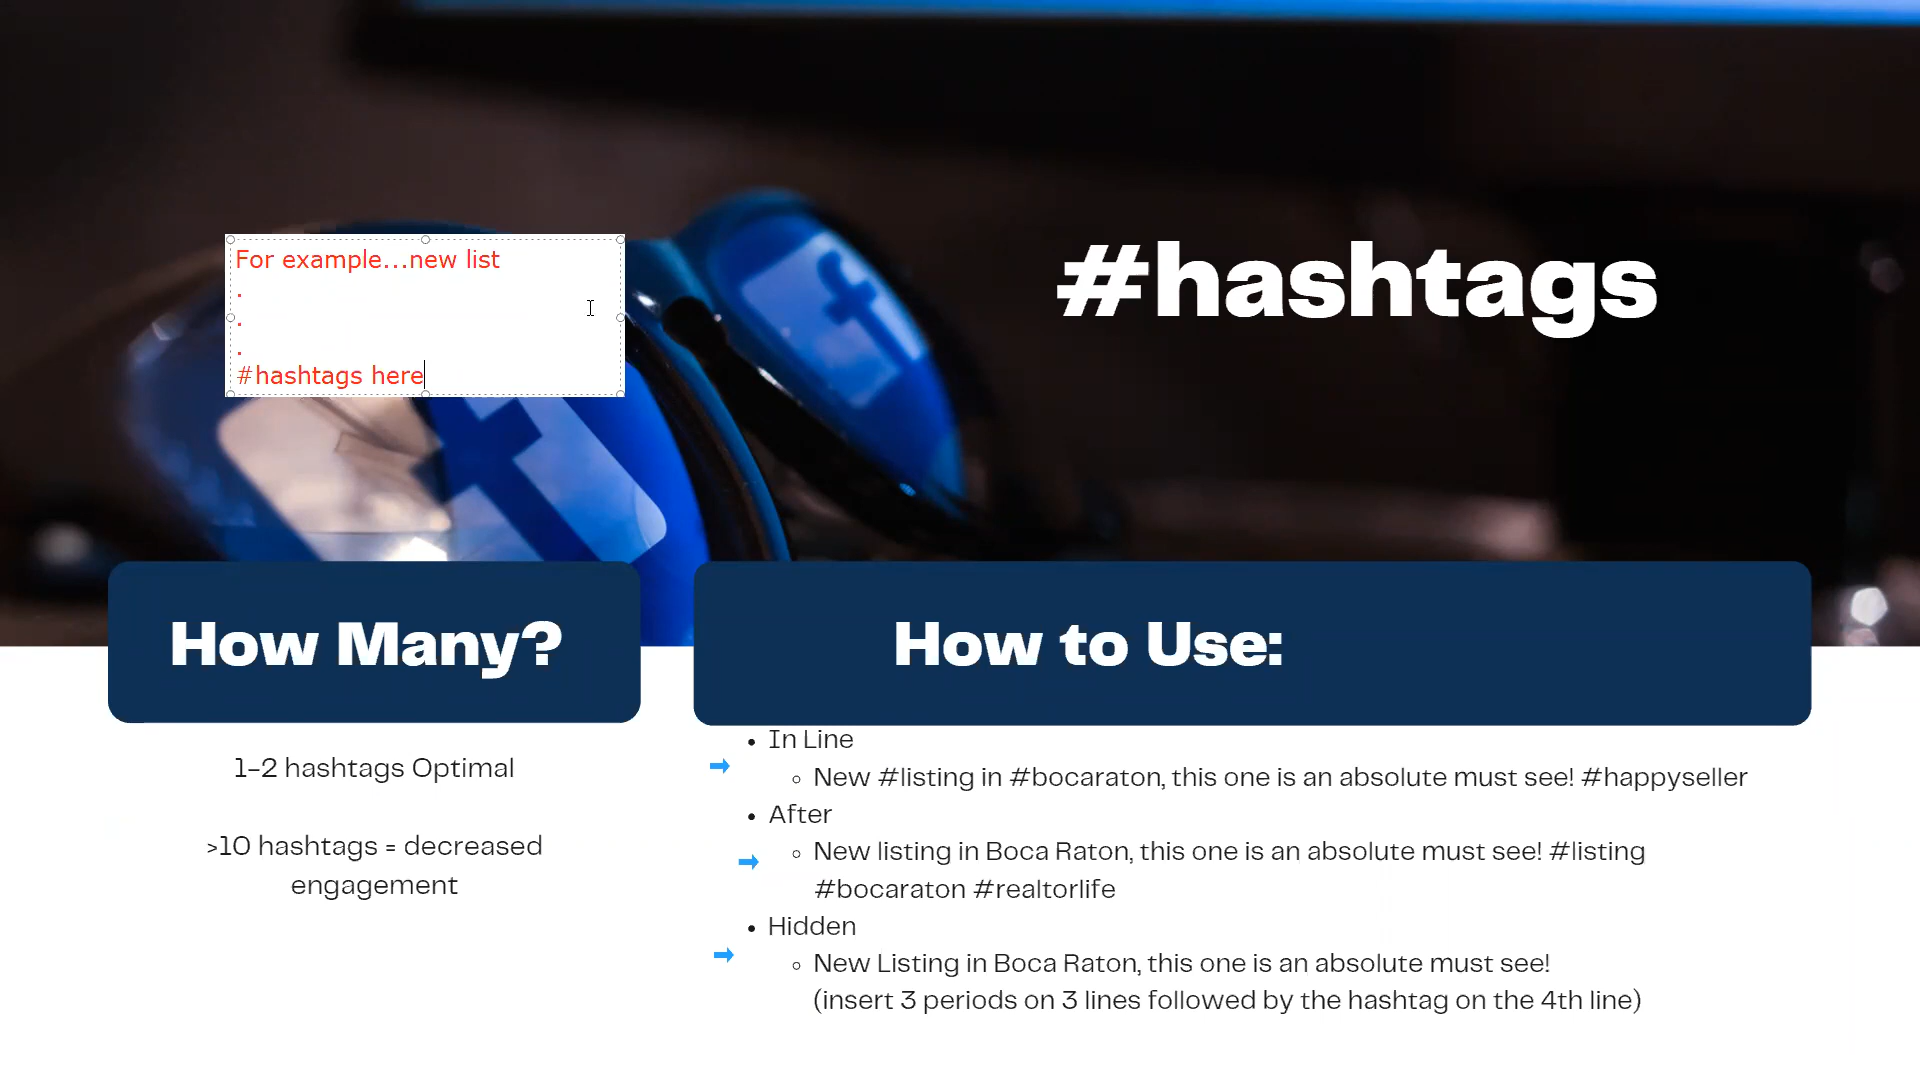 For example...new list
.
.
.
#hashtags here
#hashtags
How Many?
1-2 hashtags Optimal
>10 hashtags = decreased
engagement
How to Use:
• In Line
◦ New #listing in #bocaraton, this one is an absolute must see! #happyseller
• After
◦ New listing in Boca Raton, this one is an absolute must see! #listing
#bocaraton #realtorlife
• Hidden
◦ New Listing in Boca Raton, this one is an absolute must see!
(insert 3 periods on 3 lines followed by the hashtag on the 4th line)